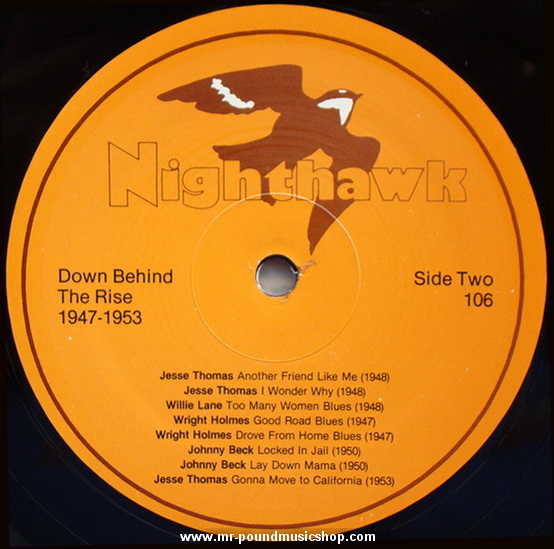 Nighthawk
Down Behind
The Rise
1947-1953
Side Two
106
Jesse Thomas Another Friend Like Me (1948)
Jesse Thomas I Wonder Why (1948)
Willie Lane Too Many Women Blues (1948)
Wright Holmes Good Road Blues (1947)
Wright Holmes Drove From Home Blues (1947)
Johnny Beck Locked In Jail (1950)
Johnny Beck Lay Down Mama (1950)
Jesse Thomas Gonna Move to California (1953)
www.mr-poundmusicshop.com